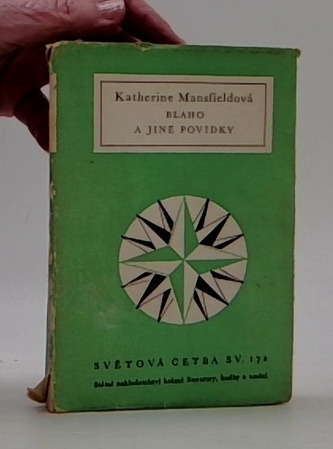 Katherine Mansfieldová
BLAHO
A JINÉ POVÍDKY
SVĚTOVÁ ČETBA SV. 172
Státní nakladatelství krásné literatury, hudby a umění